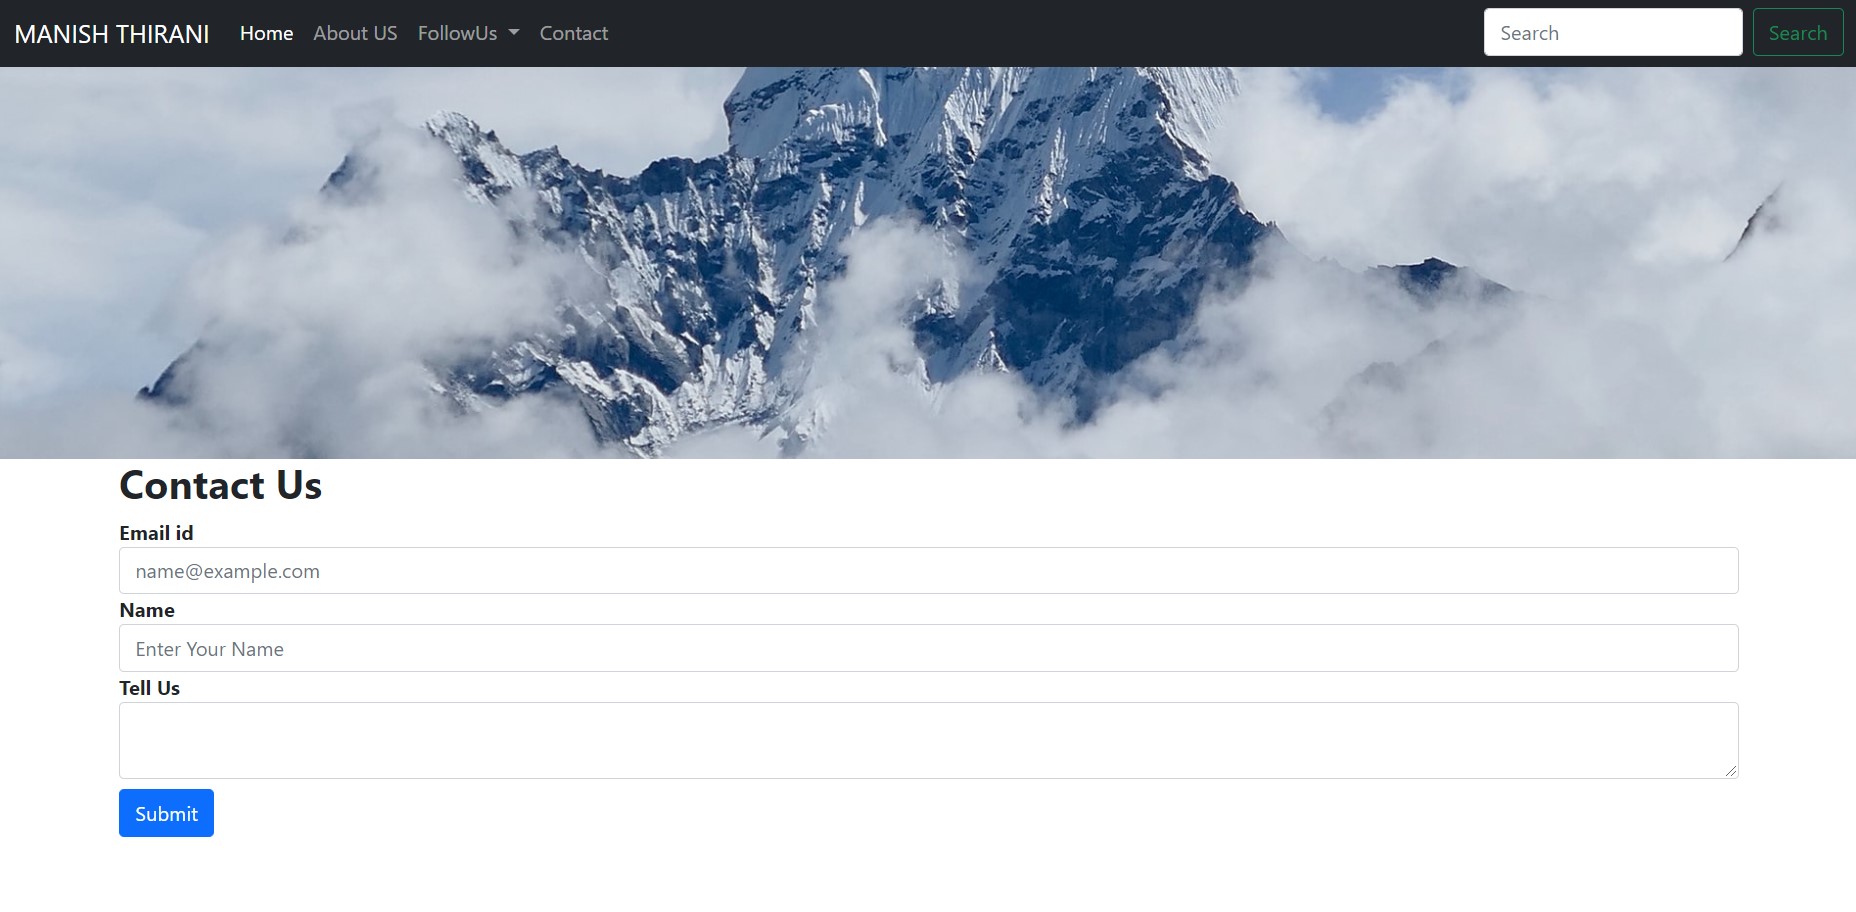 MANISH THIRANI Home About US FollowUs Contact Search Search
Contact Us
Email id
name@example.com
Name
Enter Your Name
Tell Us
Submit